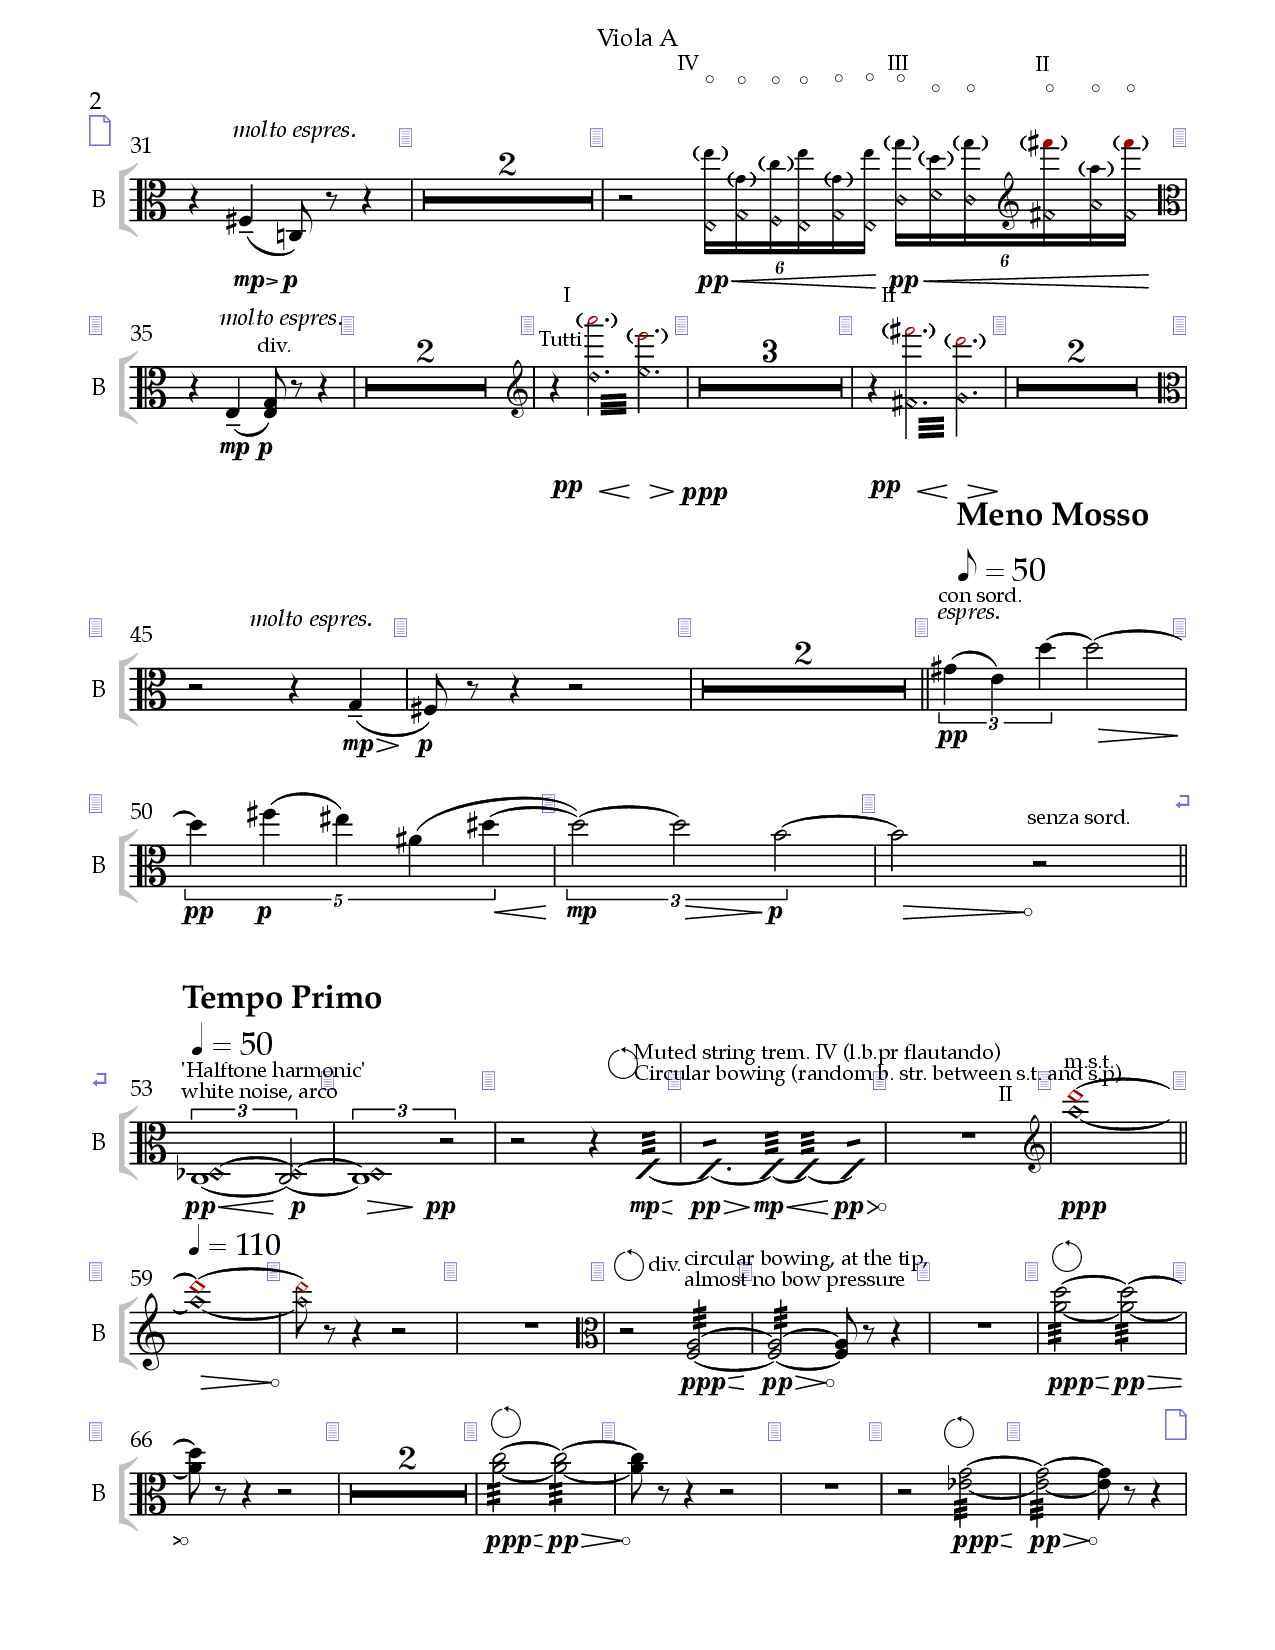 Viola A
IV III II
2
molto espres.
31
2
B
6 6
mp p pp pp
I II
molto espres.
35 div. Tutti
2 3 2
B
mp p pp ppp pp
Meno Mosso
= 50
con sord.
molto espres. espres.
45
2
B
3
mp p pp
50 senza sord.
B
5 3
pp p mp p
Tempo Primo
= 50
'Halftone harmonic' Muted string trem. IV (l.b.pr flautando) m.s.t.
53 white noise, arco Circular bowing (random b. str. between s.t. and s.p)
3 3 II
B
pp p pp mp pp mp pp ppp
= 110
59 div. circular bowing, at the tip,
almost no bow pressure
B
ppp pp ppp pp
66
2
B
ppp pp ppp pp